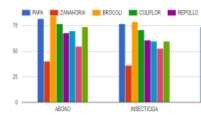 PAPA ZANAHORIA BROCOLI COLIFLOR REPOLLO
75
50
25
0
ABONO INSECTICIDA